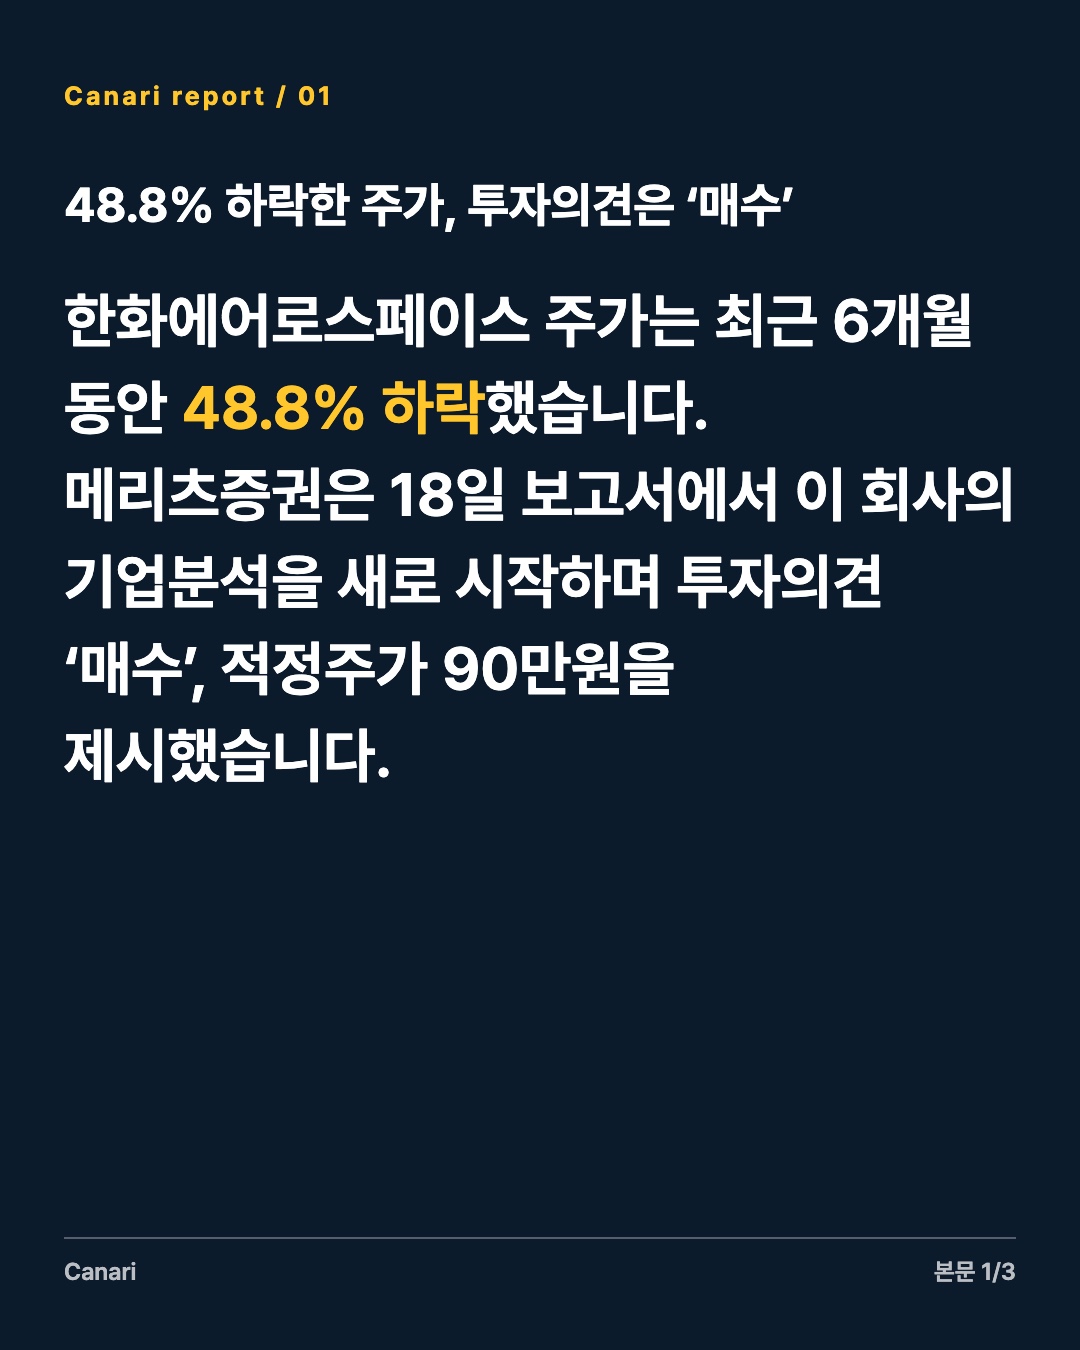 Canari report / 01
48.8% 하락한 주가, 투자의견은 ‘매수’
한화에어로스페이스 주가는 최근 6개월
동안 48.8% 하락했습니다.
메리츠증권은 18일 보고서에서 이 회사의
기업분석을 새로 시작하며 투자의견
‘매수’, 적정주가 90만원을
제시했습니다.
Canari
본문 1/3